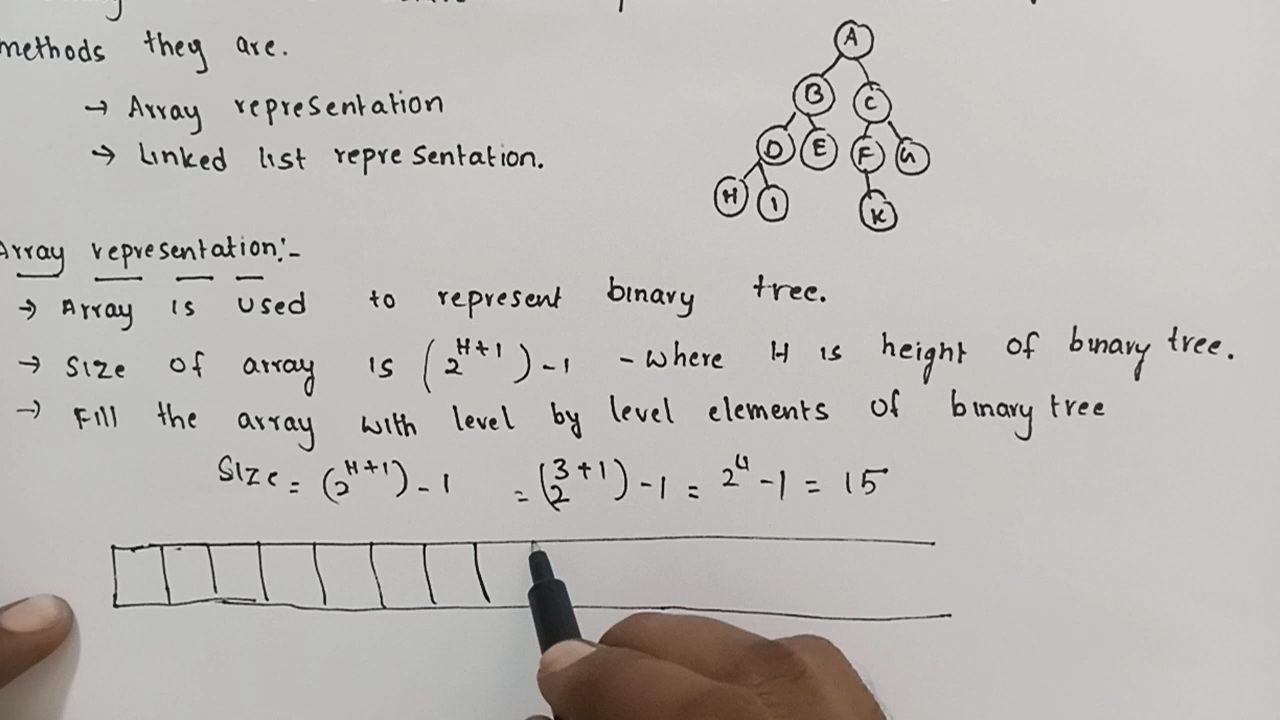 methods they are.
→ Array representation
→ Linked list representation.
A
B C
D E F G
H I K
Array representation:-
→ Array is used to represent binary tree.
→ Size of array is (2^H+1) - 1 - where H is height of binary tree.
→ Fill the array with level by level elements of binary tree
Size = (2^H+1) - 1 = (2^3+1) - 1 = 2^4 - 1 = 15